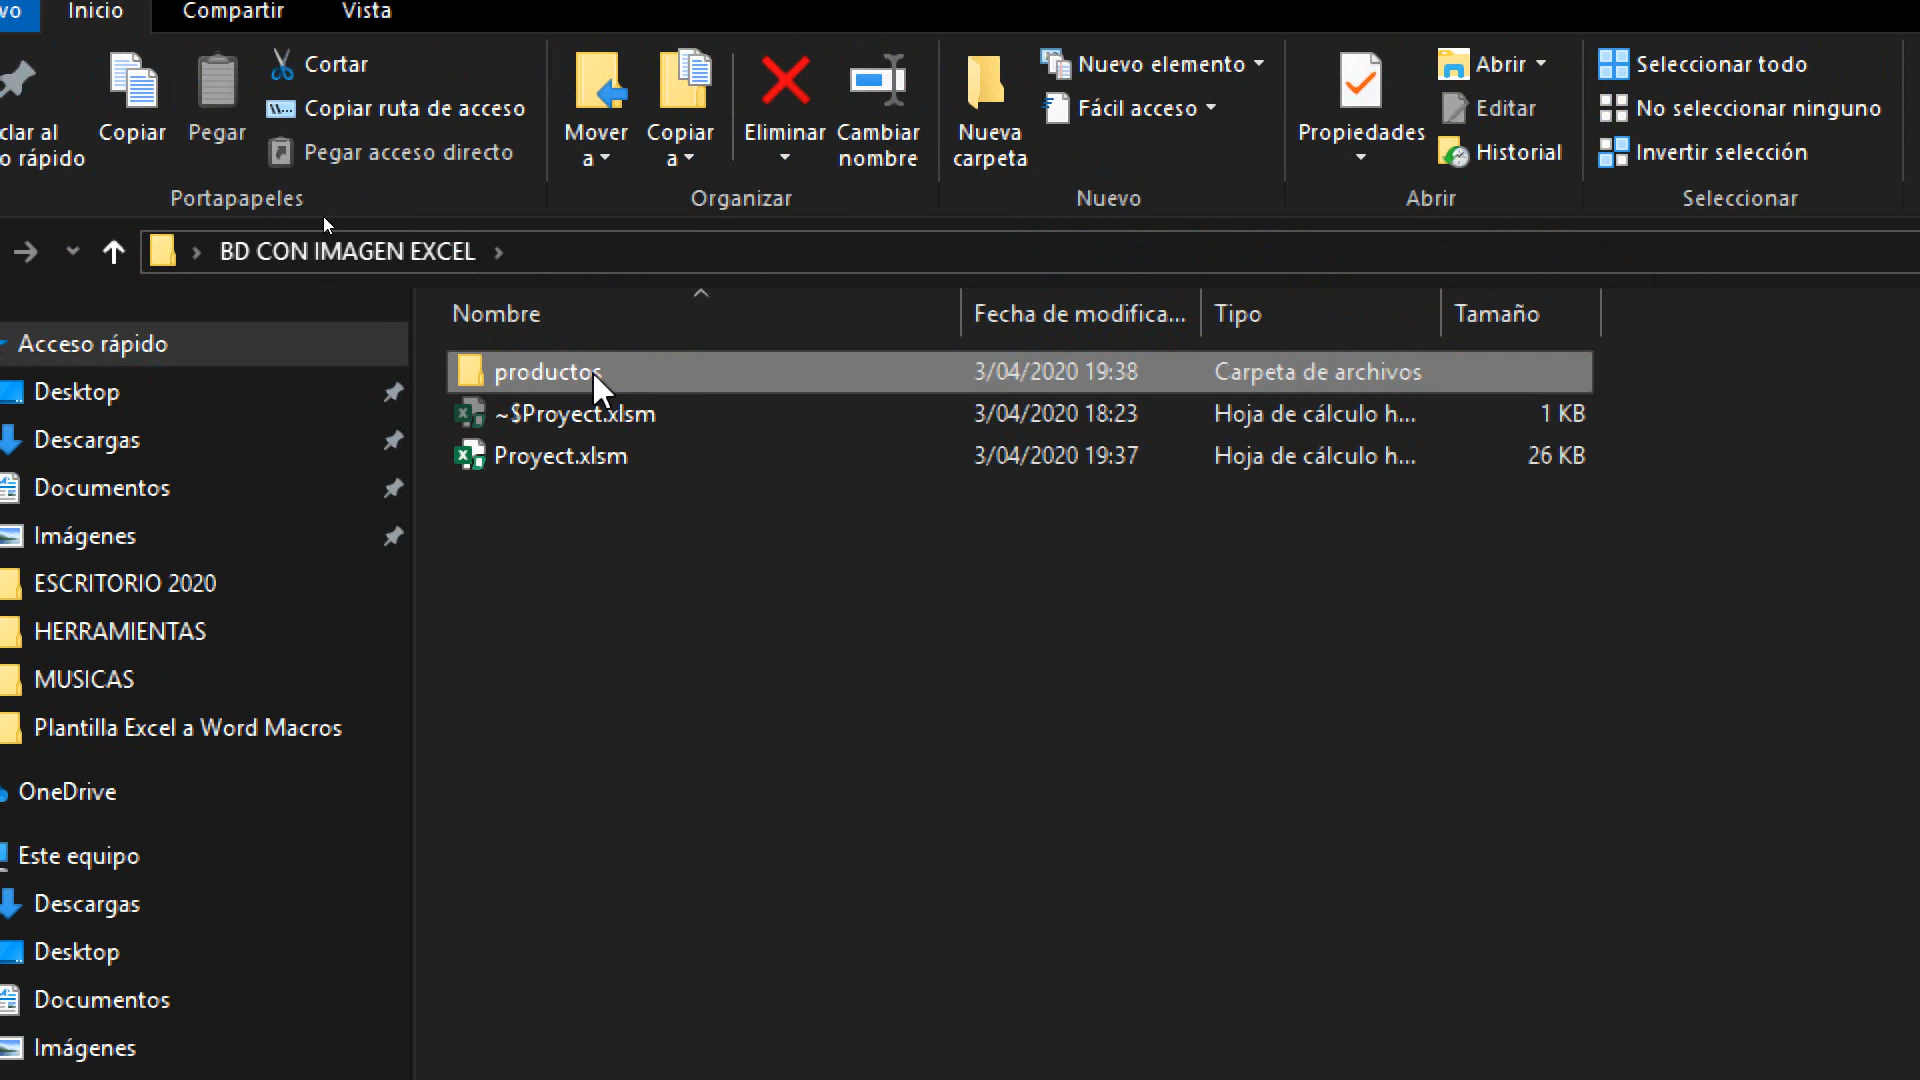 vo Inicio Compartir Vista
clar al
o rápido
Copiar
Pegar
Cortar
Copiar ruta de acceso
Pegar acceso directo
Portapapeles
Mover
a
Copiar
a
Eliminar
Cambiar
nombre
Organizar
Nueva
carpeta
Nuevo elemento
Fácil acceso
Nuevo
Propiedades
Abrir
Editar
Historial
Abrir
Seleccionar todo
No seleccionar ninguno
Invertir selección
Seleccionar
BD CON IMAGEN EXCEL
Nombre Fecha de modifica... Tipo Tamaño
productos 3/04/2020 19:38 Carpeta de archivos
~$Proyect.xlsm 3/04/2020 18:23 Hoja de cálculo h... 1 KB
Proyect.xlsm 3/04/2020 19:37 Hoja de cálculo h... 26 KB
Acceso rápido
Desktop
Descargas
Documentos
Imágenes
ESCRITORIO 2020
HERRAMIENTAS
MUSICAS
Plantilla Excel a Word Macros
OneDrive
Este equipo
Descargas
Desktop
Documentos
Imágenes